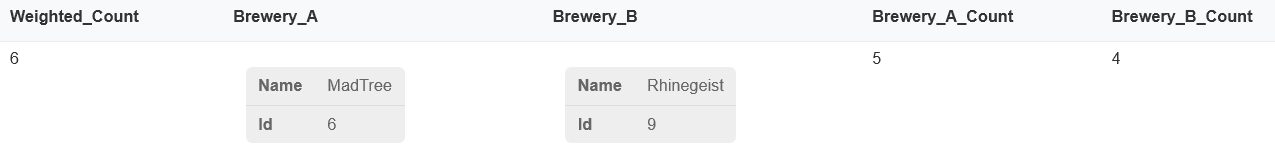 Weighted_Count Brewery_A Brewery_B Brewery_A_Count Brewery_B_Count
6 5 4
Name MadTree Name Rhinegeist
Id 6 Id 9